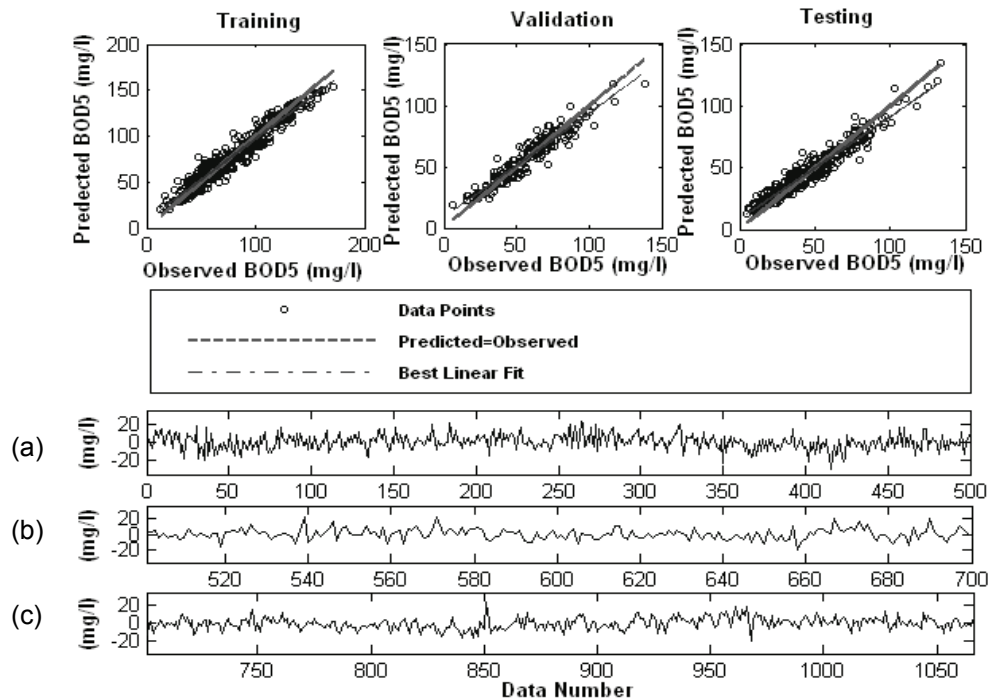 Training
Validation
Testing
Predected BOD5 (mg/l)
200
150
100
50
0
0
100
200
Observed BOD5 (mg/l)
Predected BOD5 (mg/l)
150
100
50
0
0
50
100
150
Observed BOD5 (mg/l)
Predected BOD5 (mg/l)
150
100
50
0
0
50
100
150
Observed BOD5 (mg/l)
Data Points
Predicted=Observed
Best Linear Fit
(a)
(mg/l)
20
0
-20
0 50 100 150 200 250 300 350 400 450 500
(b)
(mg/l)
20
0
-20
520 540 560 580 600 620 640 660 680 700
(c)
(mg/l)
20
0
-20
750 800 850 900 950 1000 1050
Data Number